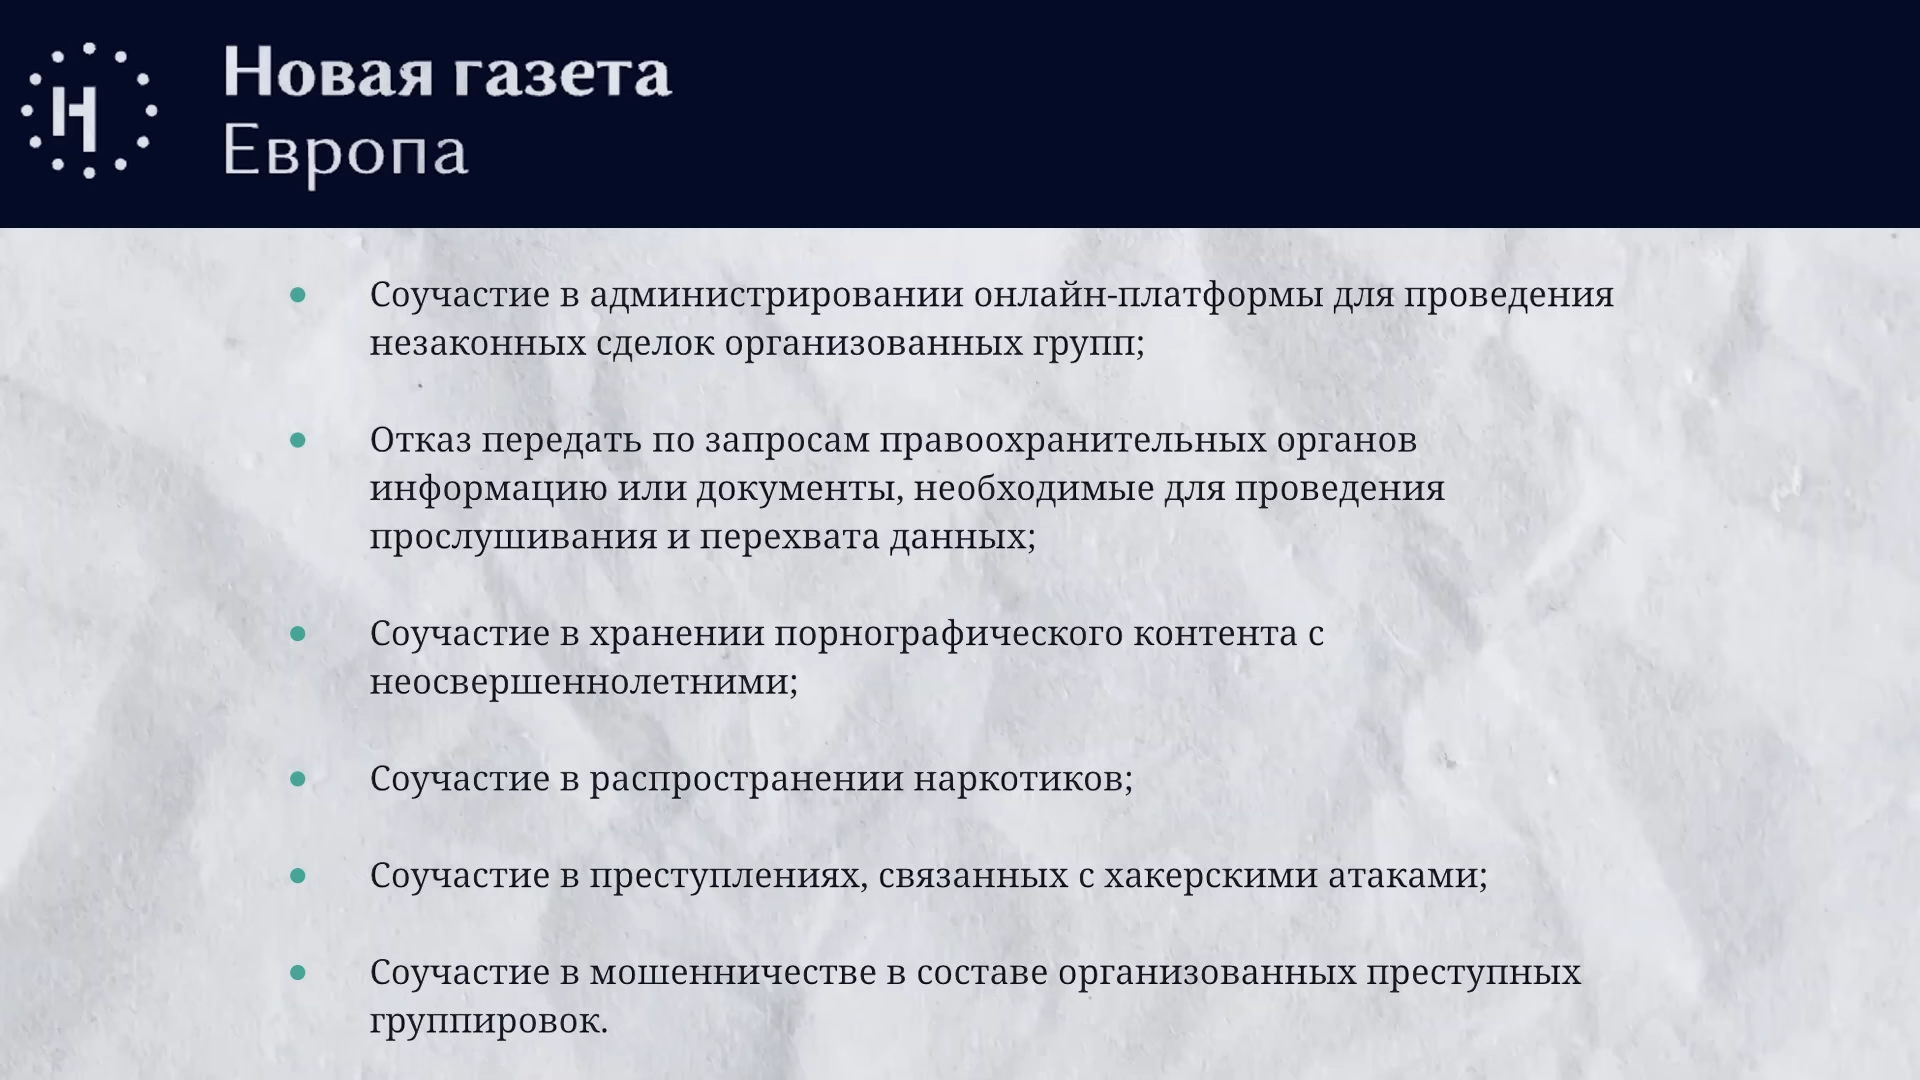 Новая газета
Европа
Соучастие в администрировании онлайн-платформы для проведения
незаконных сделок организованных групп;
Отказ передать по запросам правоохранительных органов
информацию или документы, необходимые для проведения
прослушивания и перехвата данных;
Соучастие в хранении порнографического контента с
неосвершеннолетними;
Соучастие в распространении наркотиков;
Соучастие в преступлениях, связанных с хакерскими атаками;
Соучастие в мошенничестве в составе организованных преступных
группировок.